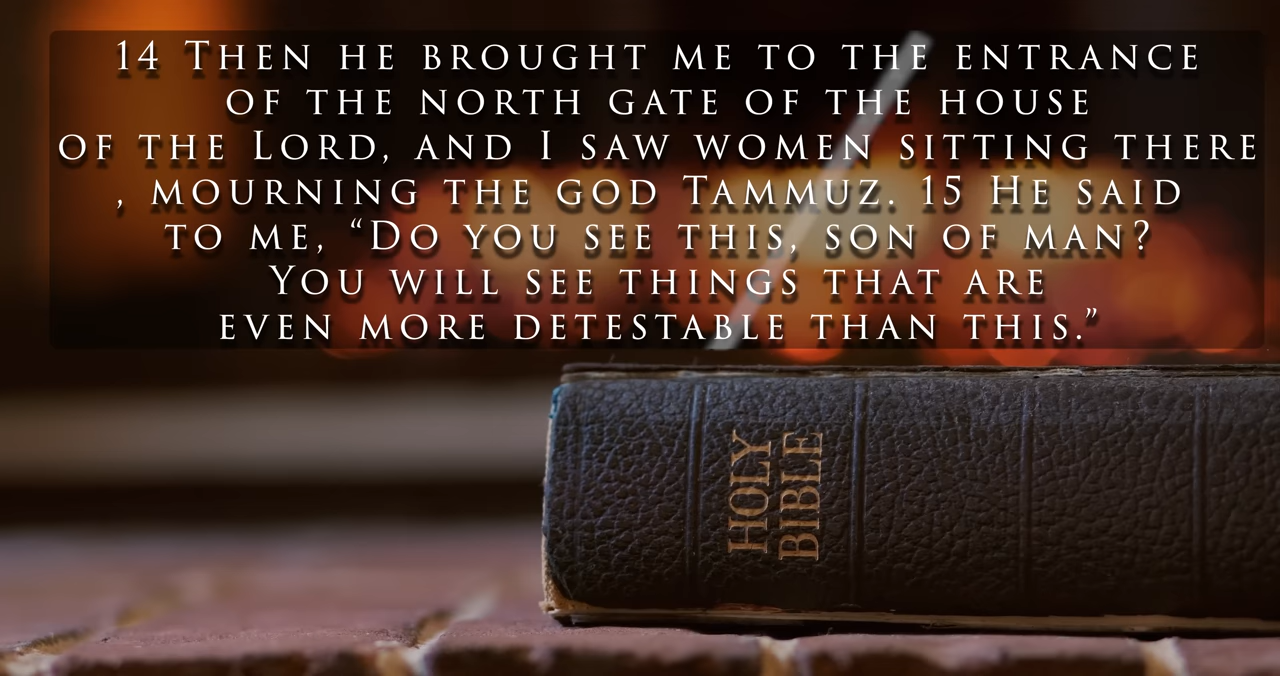 14 Then he brought me to the entrance
of the north gate of the house
of the Lord, and I saw women sitting there
, mourning the god Tammuz. 15 He said
to me, “Do you see this, son of man?
You will see things that are
even more detestable than this.”
HOLY
BIBLE